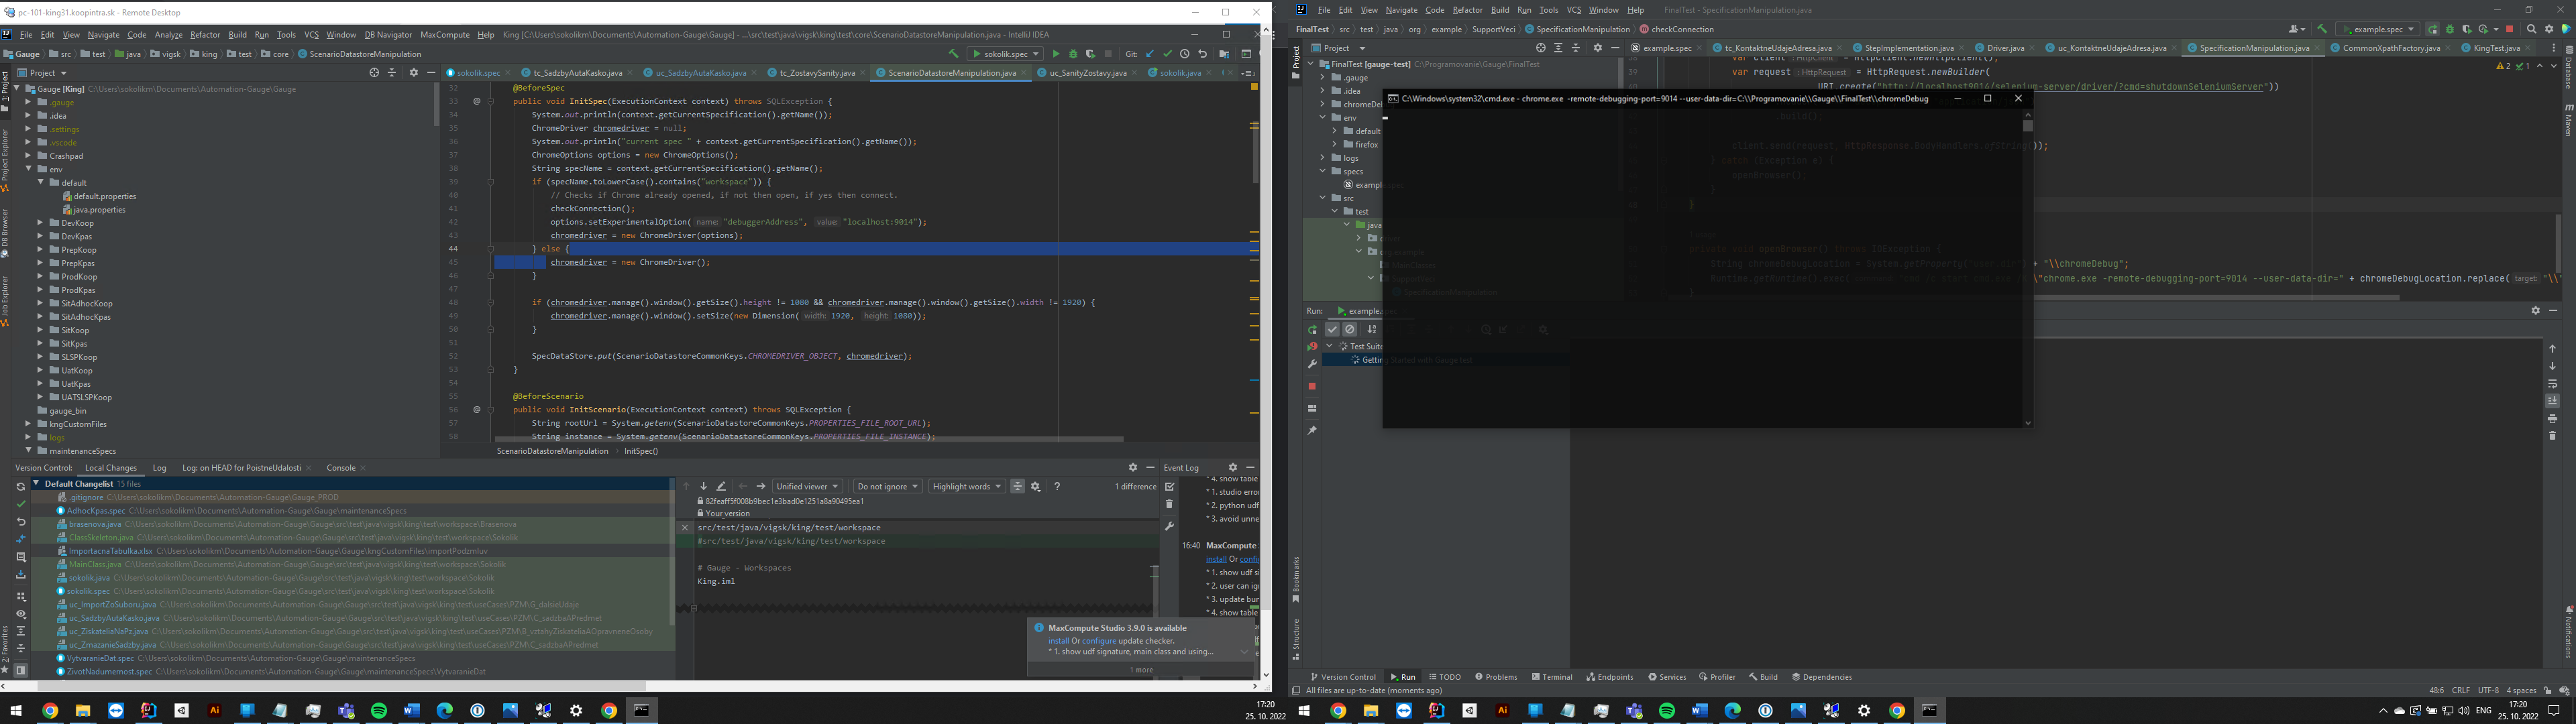 pc-101-king31.koopintra.sk - Remote Desktop
File Edit View Navigate Code Analyze Refactor Build Run Tools VCS Window DB Navigator MaxCompute Help King [C:\Users\sokolikm\Documents\Automation-Gauge\Gauge] - ...\src\test\java\vigsk\king\test\core\ScenarioDatastoreManipulation.java - IntelliJ IDEA
Gauge src test java vigsk king test core ScenarioDatastoreManipulation
sokolik.spec
Git:
Project
sokolik.spec tc_SadzbyAutaKasko.java uc_SadzbyAutaKasko.java tc_ZostavySanity.java ScenarioDatastoreManipulation.java uc_SanityZostavy.java sokolik.java
Gauge [King] C:\Users\sokolikm\Documents\Automation-Gauge\Gauge
.gauge
.idea
.settings
.vscode
Crashpad
env
default
default.properties
java.properties
DevKoop
DevKpas
PrepKoop
PrepKpas
ProdKoop
ProdKpas
SitAdhocKoop
SitAdhocKpas
SitKoop
SitKpas
SLSPKoop
UatKoop
UatKpas
UATSLSPKoop
gauge_bin
kngCustomFiles
logs
maintenanceSpecs
32 @BeforeSpec
33 public void InitSpec(ExecutionContext context) throws SQLException {
34 System.out.println(context.getCurrentSpecification().getName());
35 ChromeDriver chromedriver = null;
36 System.out.println("current spec " + context.getCurrentSpecification().getName());
37 ChromeOptions options = new ChromeOptions();
38 String specName = context.getCurrentSpecification().getName();
39 if (specName.toLowerCase().contains("workspace")) {
40 // Checks if Chrome already opened, if not then open, if yes then connect.
41 checkConnection();
42 options.setExperimentalOption( name: "debuggerAddress", value: "localhost:9014");
43 chromedriver = new ChromeDriver(options);
44 } else {
45 chromedriver = new ChromeDriver();
46 }
47
48 if (chromedriver.manage().window().getSize().height != 1080 && chromedriver.manage().window().getSize().width != 1920) {
49 chromedriver.manage().window().setSize(new Dimension( width: 1920, height: 1080));
50 }
51
52 SpecDataStore.put(ScenarioDatastoreCommonKeys.CHROMEDRIVER_OBJECT, chromedriver);
53 }
54
55 @BeforeScenario
56 public void InitScenario(ExecutionContext context) throws SQLException {
57 String rootUrl = System.getenv(ScenarioDatastoreCommonKeys.PROPERTIES_FILE_ROOT_URL);
58 String instance = System.getenv(ScenarioDatastoreCommonKeys.PROPERTIES_FILE_INSTANCE);
ScenarioDatastoreManipulation InitSpec()
1: Project
Project Explorer
DB Browser
Job Explorer
2: Favorites
Version Control: Local Changes Log Log: on HEAD for PoistneUdalosti Console
Default Changelist 15 files
.gitignore C:\Users\sokolikm\Documents\Automation-Gauge\Gauge_PROD
AdhocKpas.spec C:\Users\sokolikm\Documents\Automation-Gauge\Gauge\maintenanceSpecs
brasenova.java C:\Users\sokolikm\Documents\Automation-Gauge\Gauge\src\test\java\vigsk\king\test\workspace\Brasenova
ClassSkeleton.java C:\Users\sokolikm\Documents\Automation-Gauge\Gauge\src\test\java\vigsk\king\test\workspace\Sokolik
ImportacnaTabulka.xlsx C:\Users\sokolikm\Documents\Automation-Gauge\Gauge\kngCustomFiles\importPodzmluv
MainClass.java C:\Users\sokolikm\Documents\Automation-Gauge\Gauge\src\test\java\vigsk\king\test\workspace\Sokolik
sokolik.java C:\Users\sokolikm\Documents\Automation-Gauge\Gauge\src\test\java\vigsk\king\test\workspace\Sokolik
sokolik.spec C:\Users\sokolikm\Documents\Automation-Gauge\Gauge\src\test\java\vigsk\king\test\workspace\Sokolik
uc_ImportZoSuboru.java C:\Users\sokolikm\Documents\Automation-Gauge\Gauge\src\test\java\vigsk\king\test\useCases\PZM\G_dalsieUdaje
uc_SadzbyAutaKasko.java C:\Users\sokolikm\Documents\Automation-Gauge\Gauge\src\test\java\vigsk\king\test\useCases\PZM\C_sadzbaAPredmet
uc_ZiskateliaNaPs.java C:\Users\sokolikm\Documents\Automation-Gauge\Gauge\src\test\java\vigsk\king\test\useCases\PZM\B_vztahyZiskateliaAOpravneneOsoby
uc_ZmazanieSadzby.java C:\Users\sokolikm\Documents\Automation-Gauge\Gauge\src\test\java\vigsk\king\test\useCases\PZM\C_sadzbaAPredmet
VytvaranieDat.spec C:\Users\sokolikm\Documents\Automation-Gauge\Gauge\maintenanceSpecs
ZivotNadumernost.spec C:\Users\sokolikm\Documents\Automation-Gauge\Gauge\maintenanceSpecs\VytvaranieDat
Unified viewer Do not ignore Highlight words ? 1 difference
82feaff5f008b9bec1e3bad0e1251a8a90495ea1
Your version
src/test/java/vigsk/king/test/workspace
#src/test/java/vigsk/king/test/workspace
# Gauge - Workspaces
King.iml
Event Log
* 4. show table
* 1. studio error
* 2. python udf
* 3. avoid unne
16:40 MaxCompute
install Or confi
* 1. show udf si
* 2. user can ig
* 3. update bur
* 4. show table
MaxCompute Studio 3.9.0 is available
install Or configure update checker.
* 1. show udf signature, main class and using...
1 more
17:20
25. 10. 2022
File Edit View Navigate Code Refactor Build Run Tools VCS Window Help FinalTest - SpecificationManipulation.java
FinalTest src test java org example SupportVeci SpecificationManipulation checkConnection
example.spec
Project
example.spec tc_KontaktneUdajeAdresa.java StepImplementation.java Driver.java uc_KontaktneUdajeAdresa.java SpecificationManipulation.java CommonXpathFactory.java KingTest.java
FinalTest [gauge-test] C:\Programovanie\Gauge\FinalTest
.gauge
.idea
chromeD
env
default
firefox
logs
specs
example.spec
src
test
java
38 var client : HttpClient = HttpClient.newHttpClient();
39 var request : HttpRequest = HttpRequest.newBuilder(
URI.create("http://localhost9014/selenium-server/driver/?cmd=shutdownSeleniumServer"))
C:\Windows\system32\cmd.exe - chrome.exe -remote-debugging-port=9014 --user-data-dir=C:\\Programovanie\\Gauge\\FinalTest\\chromeDebug
build();
client.send(request, HttpResponse.BodyHandlers.ofString());
} catch (Exception e) {
openBrowser();
}
}
private void openBrowser() throws IOException {
String chromeDebugLocation = System.getProperty("user.dir") + "\\chromeDebug";
\"chrome.exe -remote-debugging-port=9014 --user-data-dir=" + chromeDebugLocation.replace( target: "\\"
2 1
Run: example.spec
Test Suite
Getting Started with Gauge test
Project
Bookmarks
Structure
Database
Maven
Notifications
Version Control Run TODO Problems Terminal Endpoints Services Profiler Build Dependencies
All files are up-to-date (moments ago)
48:6 CRLF UTF-8 4 spaces
ENG
17:20
25. 10. 2022